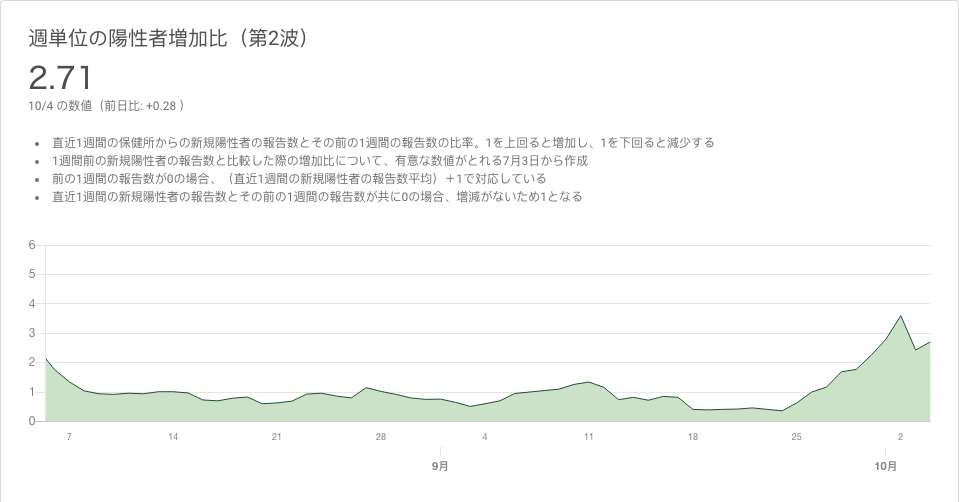 週単位の陽性者増加比（第2波）
2.71
10/4 の数値（前日比: +0.28 ）
• 直近1週間の保健所からの新規陽性者の報告数とその前の1週間の報告数の比率。1を上回ると増加し、1を下回ると減少する
• 1週間前の新規陽性者の報告数と比較した際の増加比について、有意な数値がとれる7月3日から作成
• 前の1週間の報告数が0の場合、（直近1週間の新規陽性者の報告数平均）＋1で対応している
• 直近1週間の新規陽性者の報告数とその前の1週間の報告数が共に0の場合、増減がないため1となる
6
5
4
3
2
1
0
7 14 21 28 4 11 18 25 2
9月 10月